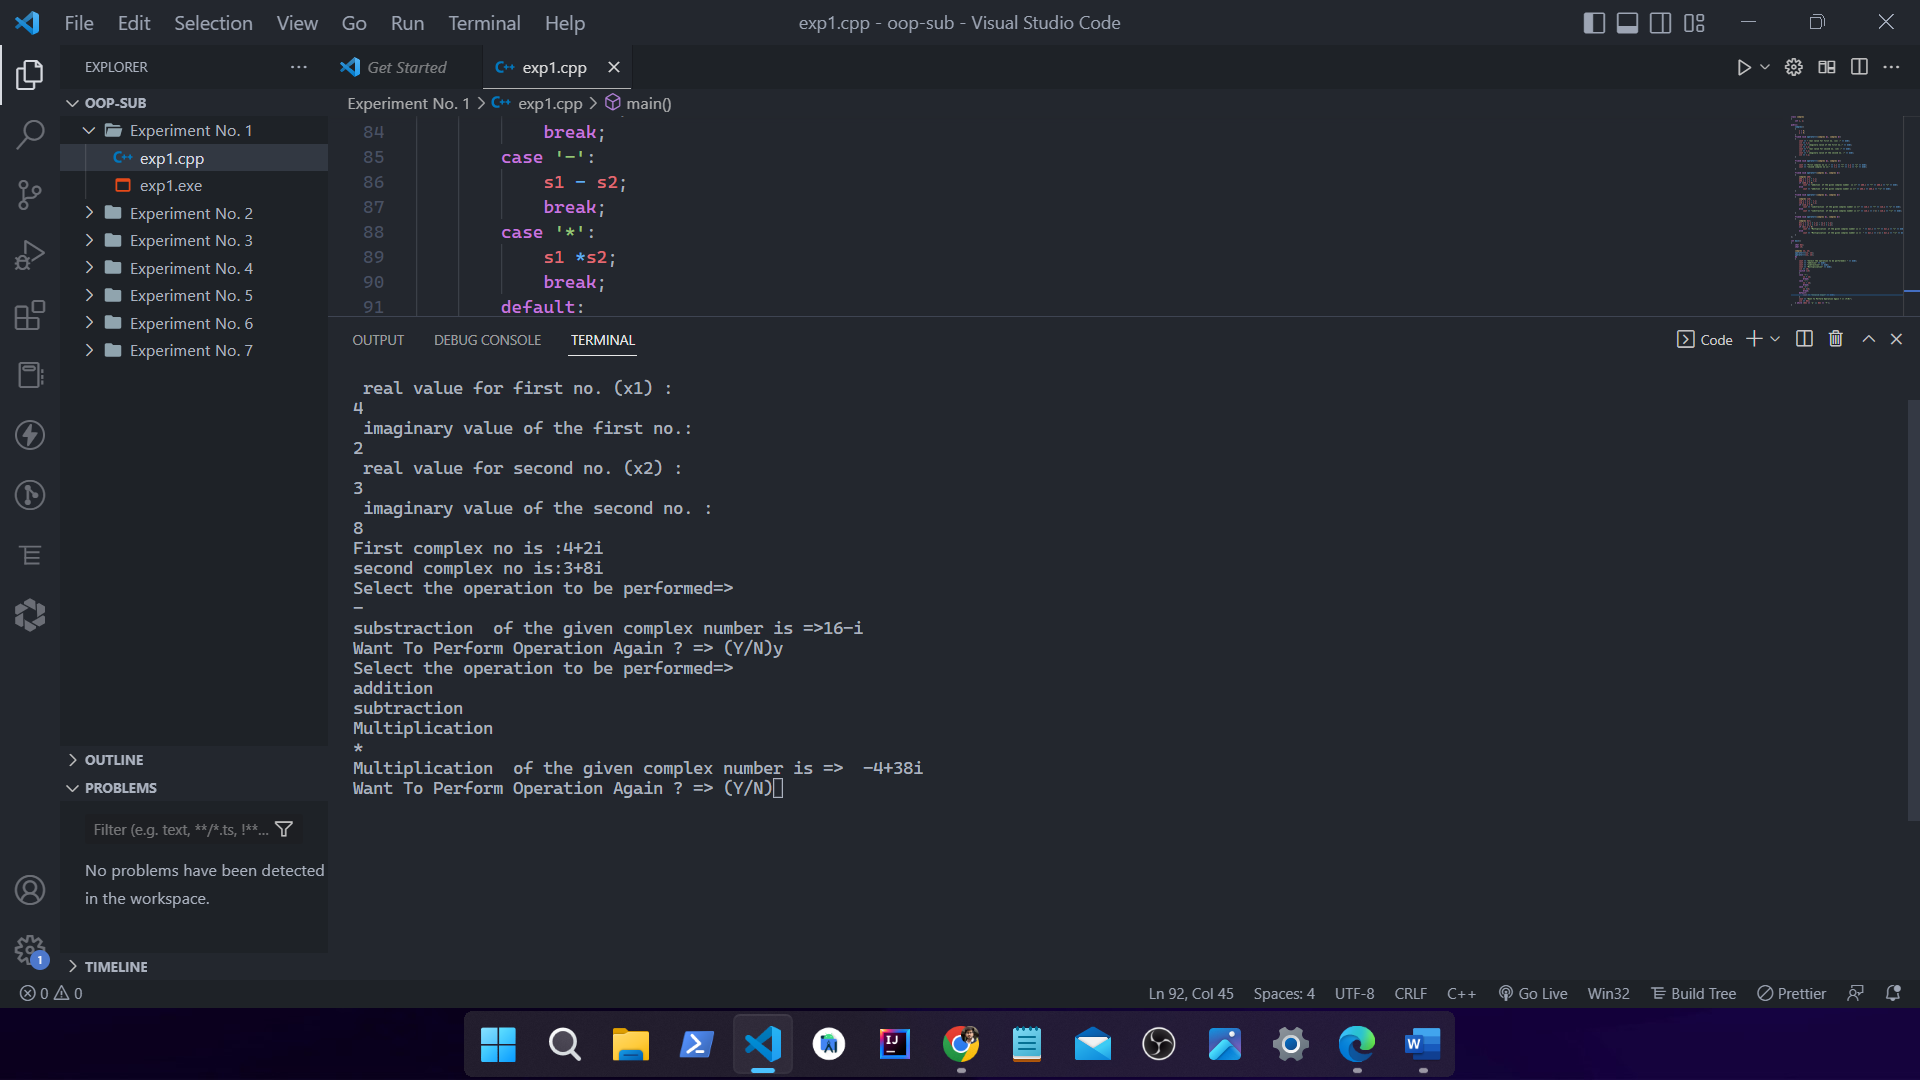 File Edit Selection View Go Run Terminal Help
exp1.cpp - oop-sub - Visual Studio Code
EXPLORER
Get Started
exp1.cpp
OOP-SUB
Experiment No. 1
exp1.cpp
exp1.exe
Experiment No. 2
Experiment No. 3
Experiment No. 4
Experiment No. 5
Experiment No. 6
Experiment No. 7
OUTLINE
PROBLEMS
Filter (e.g. text, **/*.ts, !**...
No problems have been detected
in the workspace.
TIMELINE
Experiment No. 1 > exp1.cpp > main()
84 break;
85 case '-':
86 s1 - s2;
87 break;
88 case '*':
89 s1 *s2;
90 break;
91 default:
OUTPUT DEBUG CONSOLE TERMINAL
Code
real value for first no. (x1) :
4
imaginary value of the first no.:
2
real value for second no. (x2) :
3
imaginary value of the second no. :
8
First complex no is :4+2i
second complex no is:3+8i
Select the operation to be performed=>
-
substraction  of the given complex number is =>16-i
Want To Perform Operation Again ? => (Y/N)y
Select the operation to be performed=>
addition
subtraction
Multiplication
*
Multiplication  of the given complex number is =>  -4+38i
Want To Perform Operation Again ? => (Y/N)
1
0 0
Ln 92, Col 45 Spaces: 4 UTF-8 CRLF C++ Go Live Win32 Build Tree Prettier